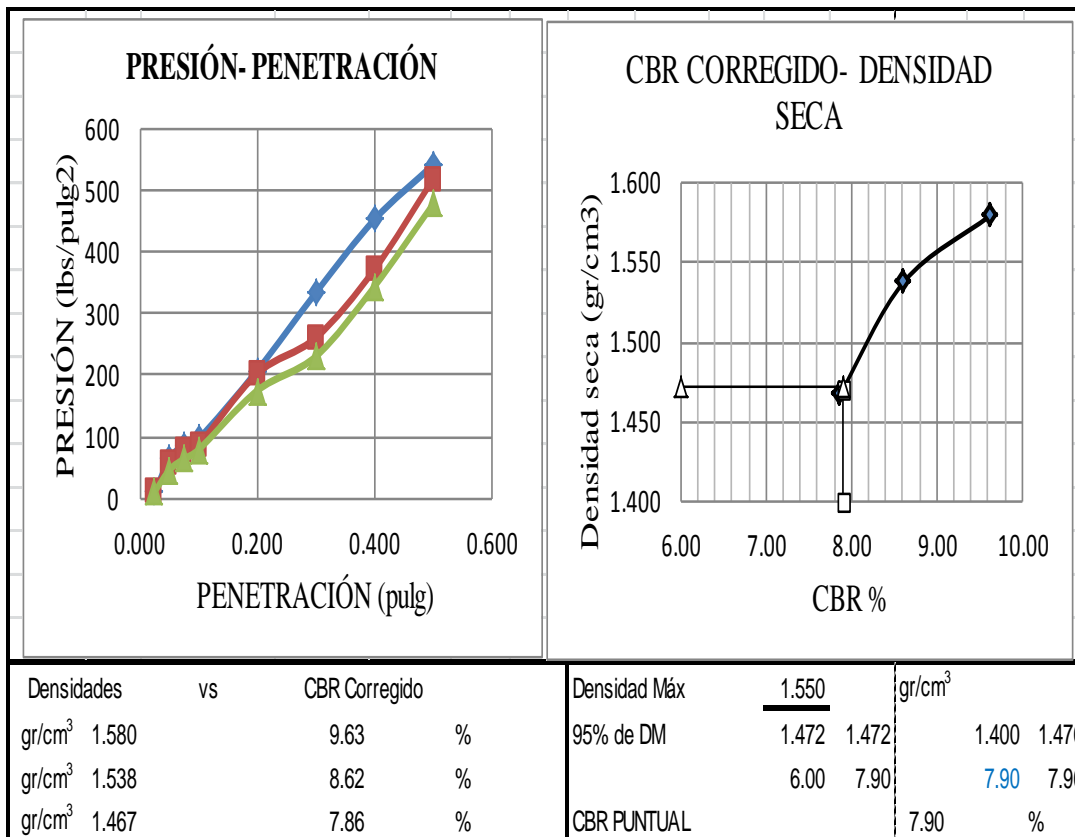 PRESIÓN- PENETRACIÓN
PRESIÓN (lbs/pulg2)
600
500
400
300
200
100
0
0.000 0.200 0.400 0.600
PENETRACIÓN (pulg)
CBR CORREGIDO- DENSIDAD
SECA
Densidad seca (gr/cm3)
1.600
1.550
1.500
1.450
1.400
6.00 7.00 8.00 9.00 10.00
CBR %
Densidades vs CBR Corregido
gr/cm³ 1.580 9.63 %
gr/cm³ 1.538 8.62 %
gr/cm³ 1.467 7.86 %
Densidad Máx 1.550 gr/cm³
95% de DM 1.472 1.472 1.400
6.00 7.90 7.90
CBR PUNTUAL 7.90 %